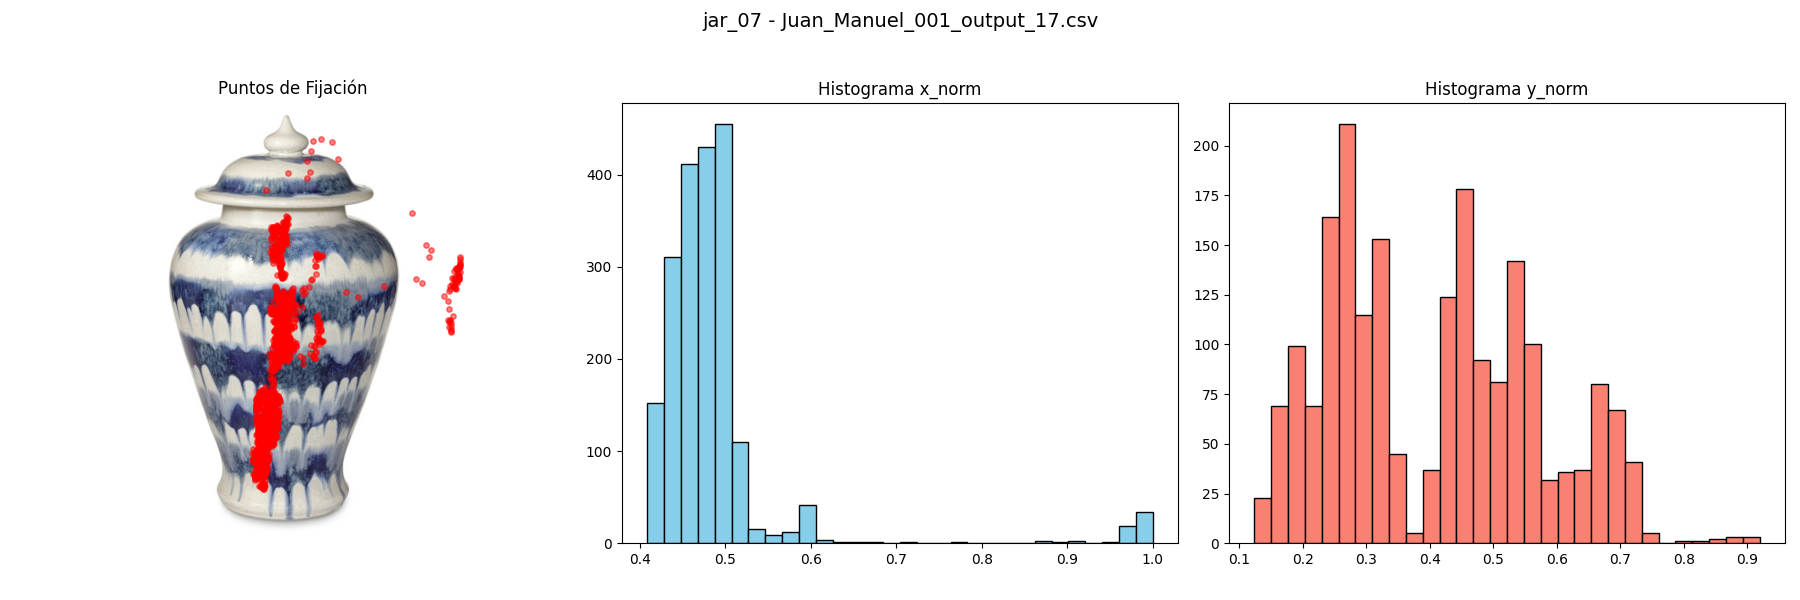 jar_07 - Juan_Manuel_001_output_17.csv
Puntos de Fijación
Histograma x_norm
400
300
200
100
0
0.4 0.5 0.6 0.7 0.8 0.9 1.0
Histograma y_norm
200
175
150
125
100
75
50
25
0
0.1 0.2 0.3 0.4 0.5 0.6 0.7 0.8 0.9